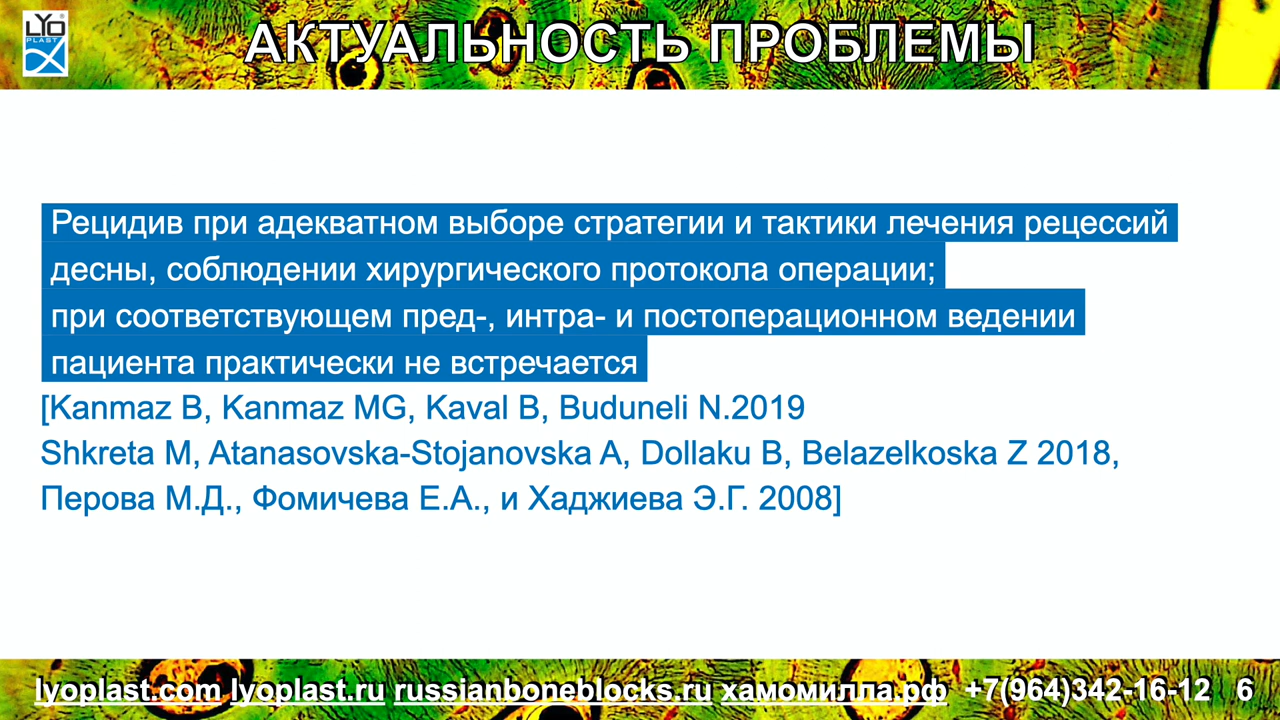 LYO
PLAST
АКТУАЛЬНОСТЬ ПРОБЛЕМЫ
Рецидив при адекватном выборе стратегии и тактики лечения рецессий
десны, соблюдении хирургического протокола операции;
при соответствующем пред-, интра- и постоперационном ведении
пациента практически не встречается
[Kanmaz B, Kanmaz MG, Kaval B, Buduneli N.2019
Shkreta M, Atanasovska-Stojanovska A, Dollaku B, Belazelkoska Z 2018,
Перова М.Д., Фомичева Е.А., и Хаджиева Э.Г. 2008]
lyoplast.com lyoplast.ru russianboneblocks.ru хамомилла.рф +7(964)342-16-12 6